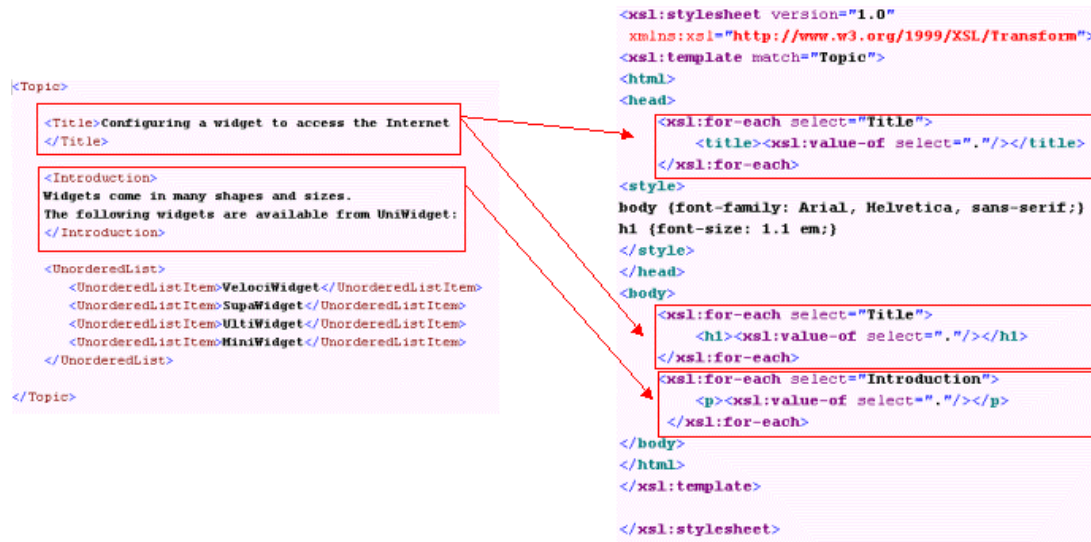 <Topic>
<Title>Configuring a widget to access the Internet
</Title>
<Introduction>
Widgets come in many shapes and sizes.
The following widgets are available from UniWidget:
</Introduction>
<UnorderedList>
<UnorderedListItem>VelociWidget</UnorderedListItem>
<UnorderedListItem>SupaWidget</UnorderedListItem>
<UnorderedListItem>UltiWidget</UnorderedListItem>
<UnorderedListItem>MiniWidget</UnorderedListItem>
</UnorderedList>
</Topic>
<xsl:stylesheet version="1.0"
xmlns:xsl="http://www.w3.org/1999/XSL/Transform">
<xsl:template match="Topic">
<html>
<head>
<xsl:for-each select="Title">
<title><xsl:value-of select="."/></title>
</xsl:for-each>
<style>
body {font-family: Arial, Helvetica, sans-serif;}
h1 {font-size: 1.1 em;}
</style>
</head>
<body>
<xsl:for-each select="Title">
<h1><xsl:value-of select="."/></h1>
</xsl:for-each>
<xsl:for-each select="Introduction">
<p><xsl:value-of select="."/></p>
</xsl:for-each>
</body>
</html>
</xsl:template>
</xsl:stylesheet>